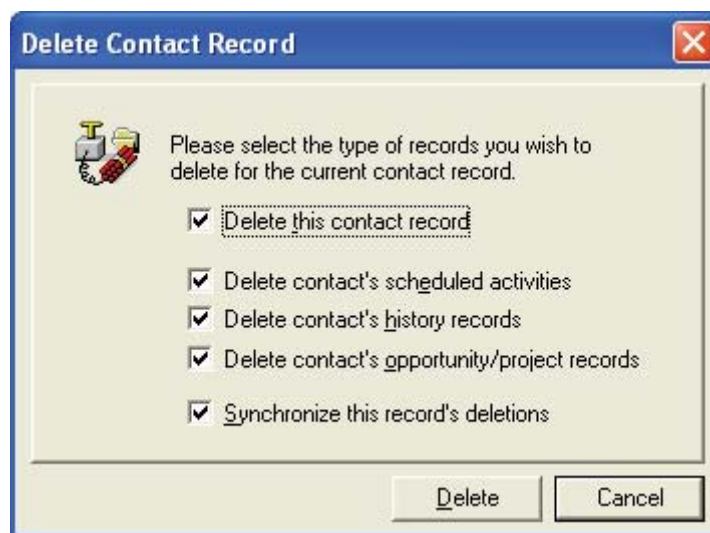 Delete Contact Record
Please select the type of records you wish to
delete for the current contact record.
Delete this contact record
Delete contact's scheduled activities
Delete contact's history records
Delete contact's opportunity/project records
Synchronize this record's deletions
Delete Cancel